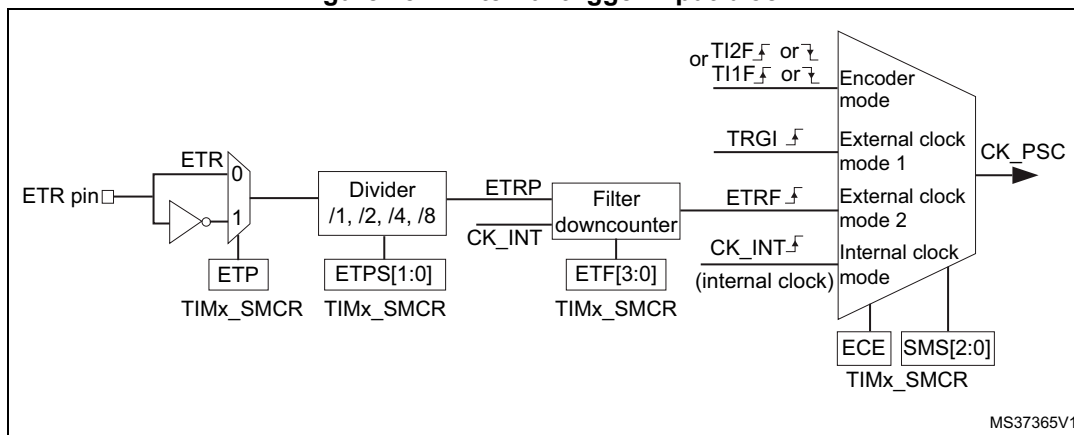 or TI2F or
TI1F or
Encoder
mode
TRGI
External clock
mode 1
CK_PSC
ETR
0
ETR pin
1
Divider
/1, /2, /4, /8
ETRP
CK_INT
Filter
downcounter
ETRF
External clock
mode 2
CK_INT
(internal clock)
Internal clock
mode
ETP
TIMx_SMCR
ETPS[1:0]
TIMx_SMCR
ETF[3:0]
TIMx_SMCR
ECE
SMS[2:0]
TIMx_SMCR
MS37365V1